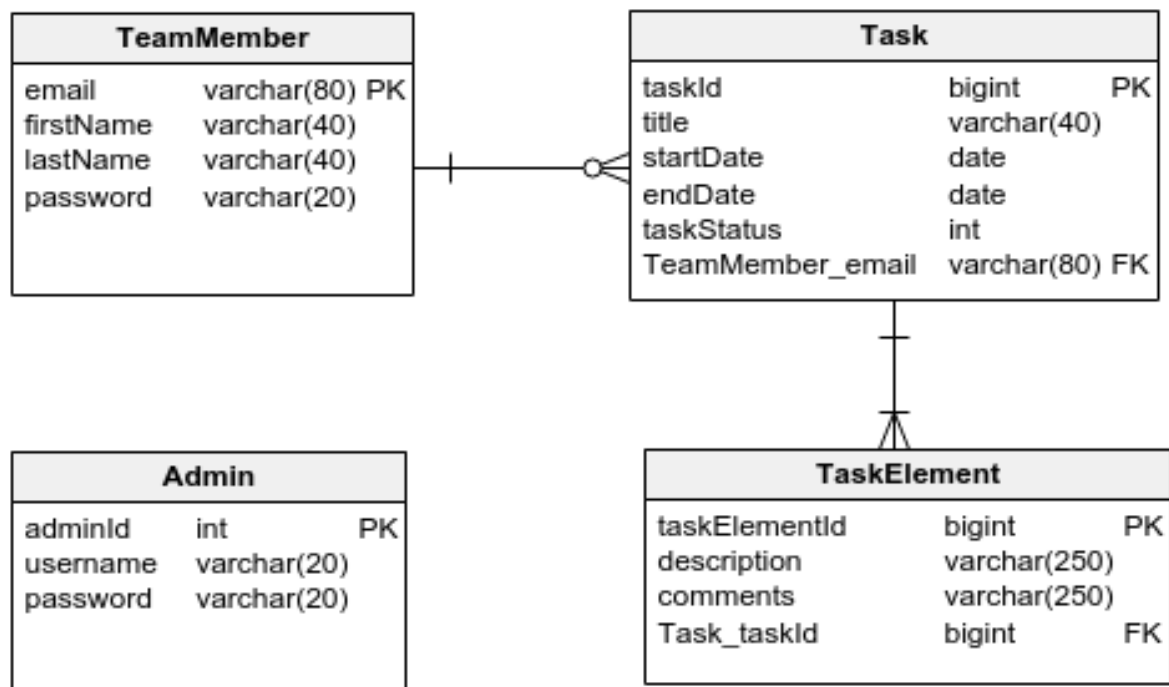 TeamMember
email varchar(80) PK
firstName varchar(40)
lastName varchar(40)
password varchar(20)
Task
taskId bigint PK
title varchar(40)
startDate date
endDate date
taskStatus int
TeamMember_email varchar(80) FK
Admin
adminId int PK
username varchar(20)
password varchar(20)
TaskElement
taskElementId bigint PK
description varchar(250)
comments varchar(250)
Task_taskId bigint FK